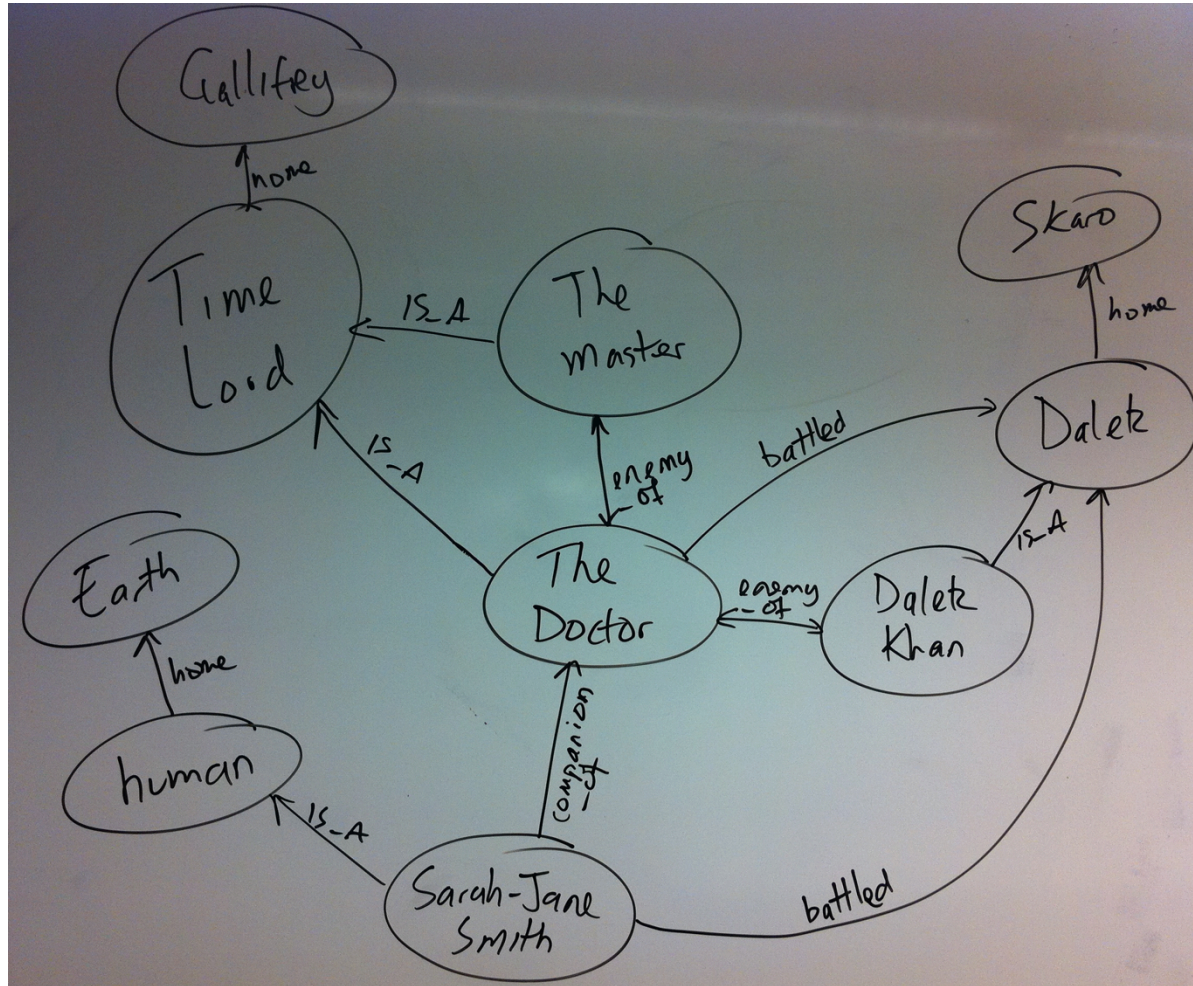 Gallifrey
home
Skaro
Time
Lord
IS_A
The
master
home
Dalek
IS_A
enemy
_of
battled
Earth
home
The
Doctor
enemy
_of
Dalek
Khan
IS_A
human
IS_A
companion
_of
Sarah-Jane
Smith
battled